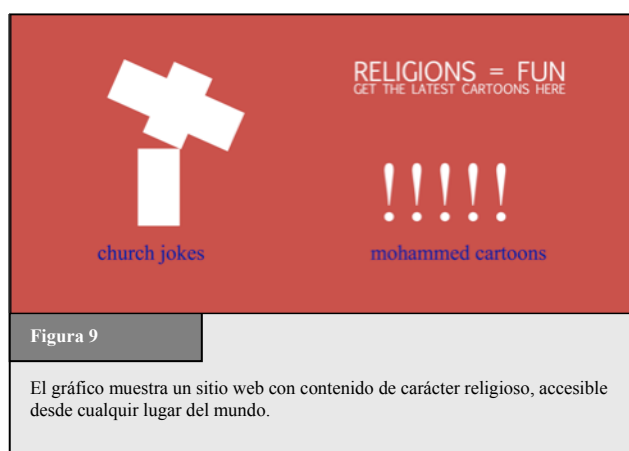 RELIGIONS = FUN
GET THE LATEST CARTOONS HERE
!!!!!
church jokes
mohammed cartoons
Figura 9
El gráfico muestra un sitio web con contenido de carácter religioso, accesible
desde cualquir lugar del mundo.